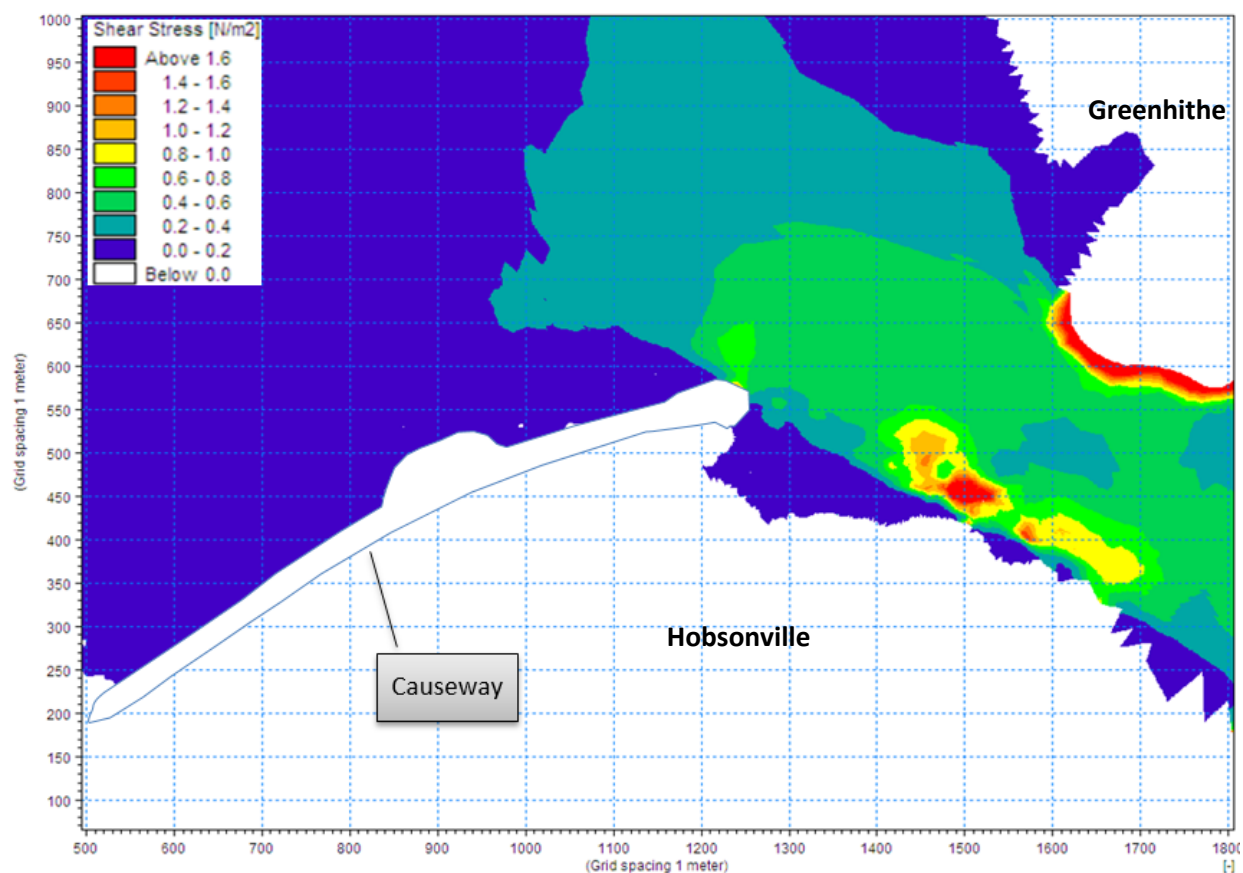 Shear Stress [N/m2]
Above 1.6
1.4 - 1.6
1.2 - 1.4
1.0 - 1.2
0.8 - 1.0
0.6 - 0.8
0.4 - 0.6
0.2 - 0.4
0.0 - 0.2
Below 0.0
Greenhithe
Hobsonville
Causeway
1000
950
900
850
800
750
700
650
600
550
500
450
400
350
300
250
200
150
100
(Grid spacing 1 meter)
500 600 700 800 900 1000 1100 1200 1300 1400 1500 1600 1700 1800
(Grid spacing 1 meter)
[-]